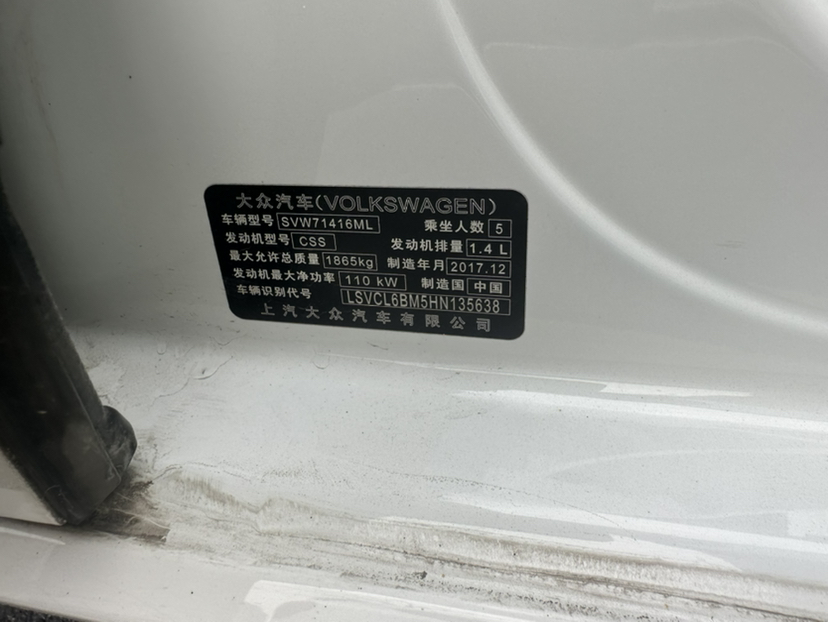 大众汽车(VOLKSWAGEN)
车辆型号 SVW71416ML 乘坐人数 5
发动机型号 CSS 发动机排量 1.4 L
最大允许总质量 1865kg 制造年月 2017.12
发动机最大净功率 110 kW 制造国 中国
车辆识别代号 LSVCL6BM5HN135638
上汽大众汽车有限公司